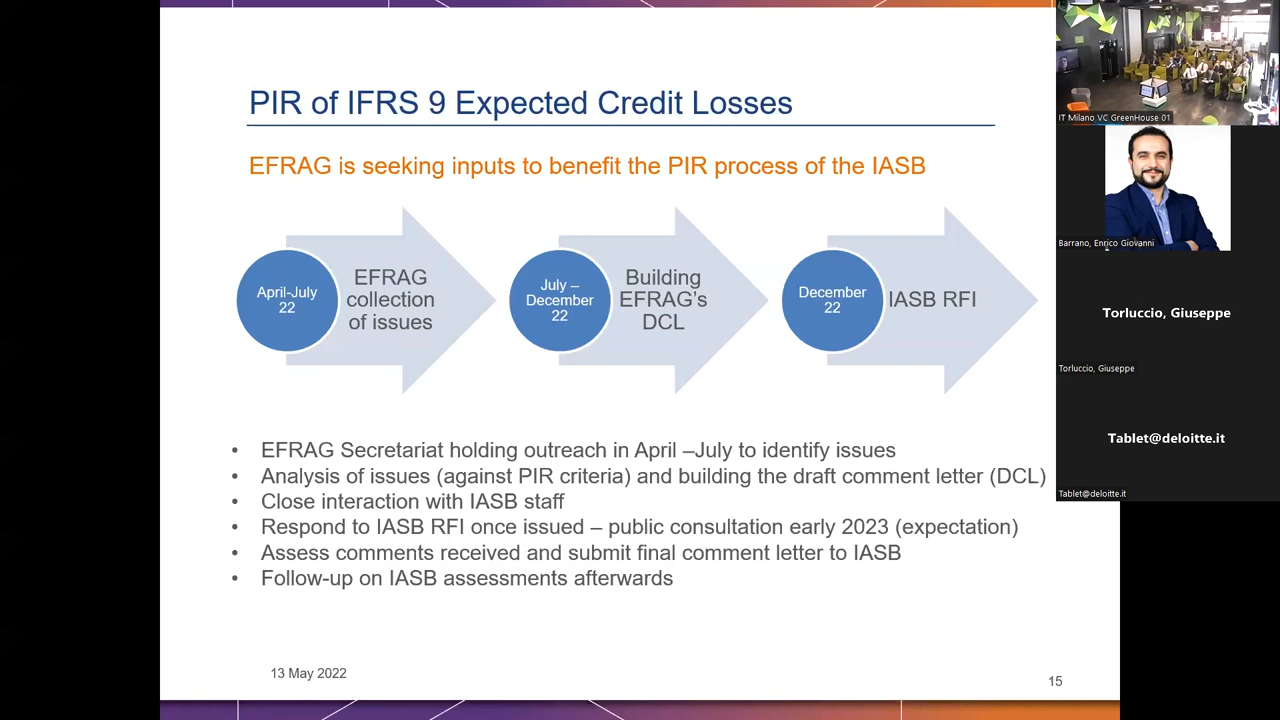 PIR of IFRS 9 Expected Credit Losses
EFRAG is seeking inputs to benefit the PIR process of the IASB
April-July
22
EFRAG
collection
of issues
July –
December
22
Building
EFRAG's
DCL
December
22
IASB RFI
• EFRAG Secretariat holding outreach in April –July to identify issues
• Analysis of issues (against PIR criteria) and building the draft comment letter (DCL)
• Close interaction with IASB staff
• Respond to IASB RFI once issued – public consultation early 2023 (expectation)
• Assess comments received and submit final comment letter to IASB
• Follow-up on IASB assessments afterwards
13 May 2022
15
IT Milano VC GreenHouse 01
Barrano, Enrico Giovanni
Torluccio, Giuseppe
Torluccio, Giuseppe
Tablet@deloitte.it
Tablet@deloitte.it